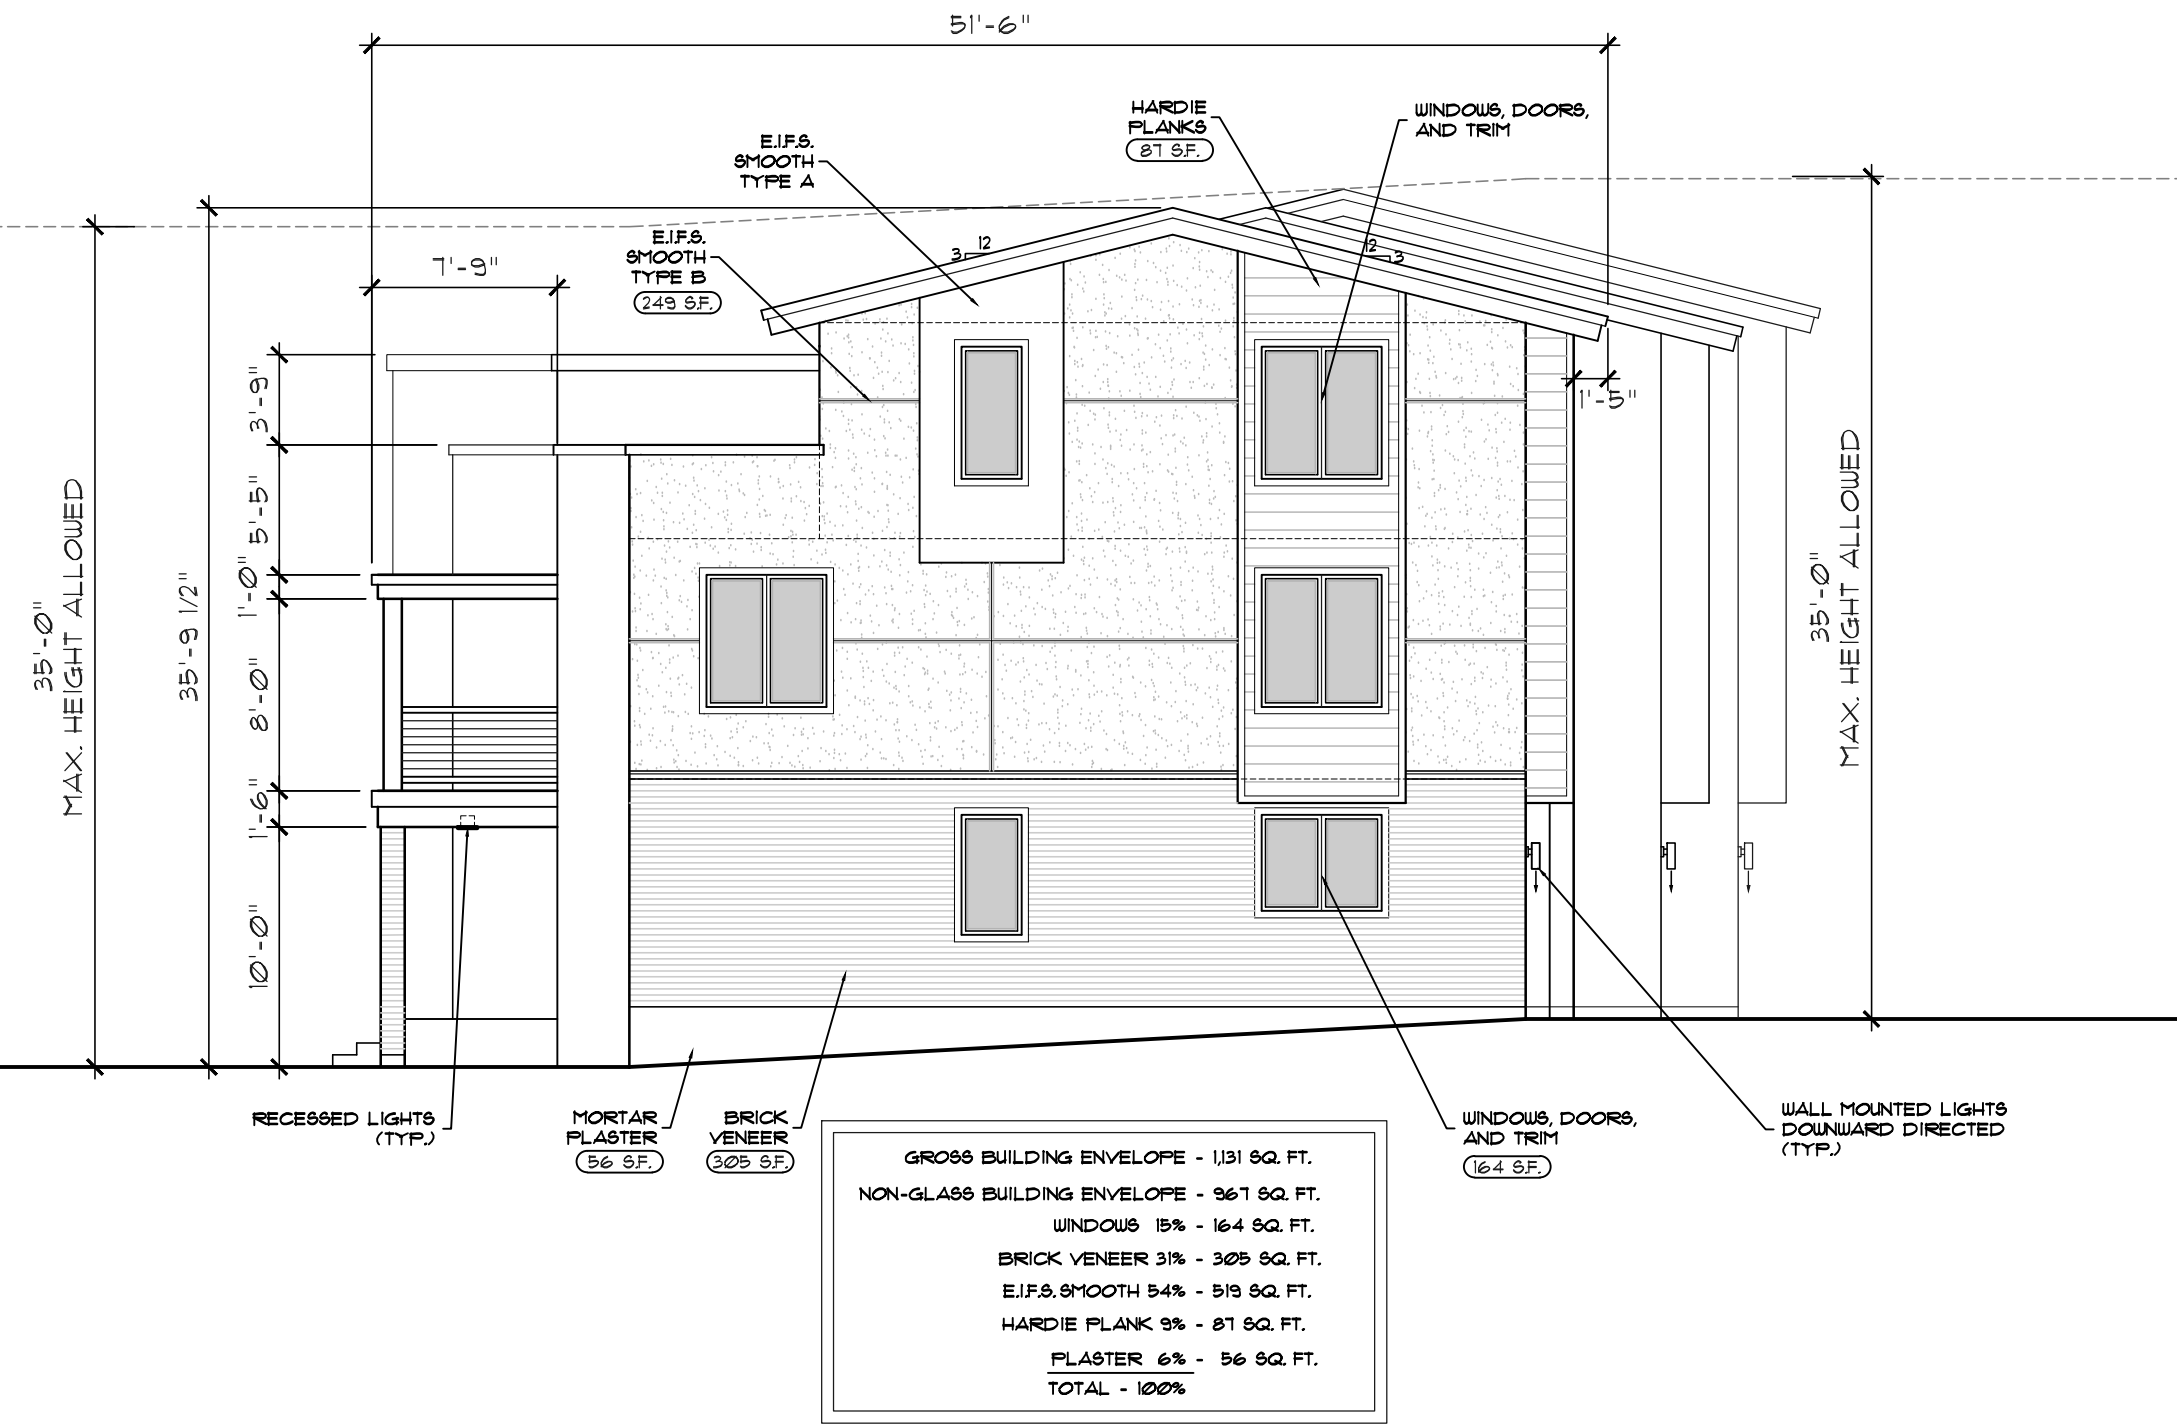 51'-6"
HARDIE
PLANKS
87 S.F.
WINDOWS, DOORS,
AND TRIM
E.I.F.S.
SMOOTH
TYPE A
E.I.F.S.
SMOOTH
TYPE B
249 S.F.
12
3
12
3
7'-9"
1'-5"
3'-9"
5'-5"
1'-0"
8'-0"
1'-6"
10'-0"
35'-9 1/2"
35'-0"
MAX. HEIGHT ALLOWED
35'-0"
MAX. HEIGHT ALLOWED
RECESSED LIGHTS
(TYP.)
MORTAR
PLASTER
56 S.F.
BRICK
VENEER
305 S.F.
WINDOWS, DOORS,
AND TRIM
164 S.F.
WALL MOUNTED LIGHTS
DOWNWARD DIRECTED
(TYP.)
GROSS BUILDING ENVELOPE - 1,131 SQ. FT.
NON-GLASS BUILDING ENVELOPE - 967 SQ. FT.
WINDOWS 15% - 164 SQ. FT.
BRICK VENEER 31% - 305 SQ. FT.
E.I.F.S. SMOOTH 54% - 519 SQ. FT.
HARDIE PLANK 9% - 87 SQ. FT.
PLASTER 6% - 56 SQ. FT.
TOTAL - 100%